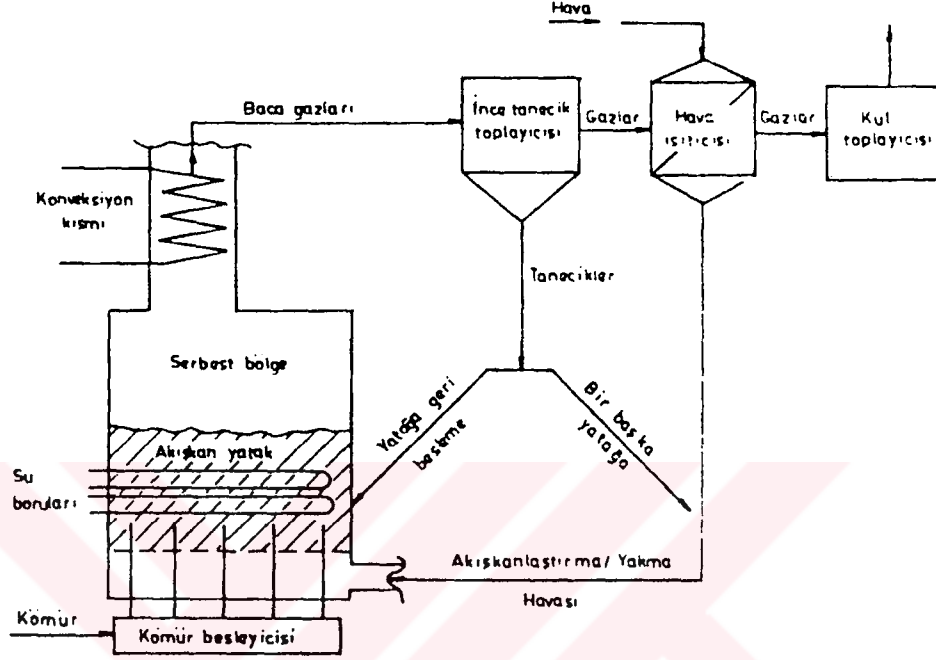 Hava
Baca gazları
İnce tanecik
toplayıcısı
Gazlar
Hava
ısıtıcısı
Gazlar
Kül
toplayıcısı
Konveksiyon
kısmı
Tanecikler
Serbest bölge
Yatağa geri
besleme
Bir başka
yatağa
Akışkan yatak
Su
boruları
Akışkanlaştırma/ Yakma
Havası
Kömür
Kömür besleyicisi